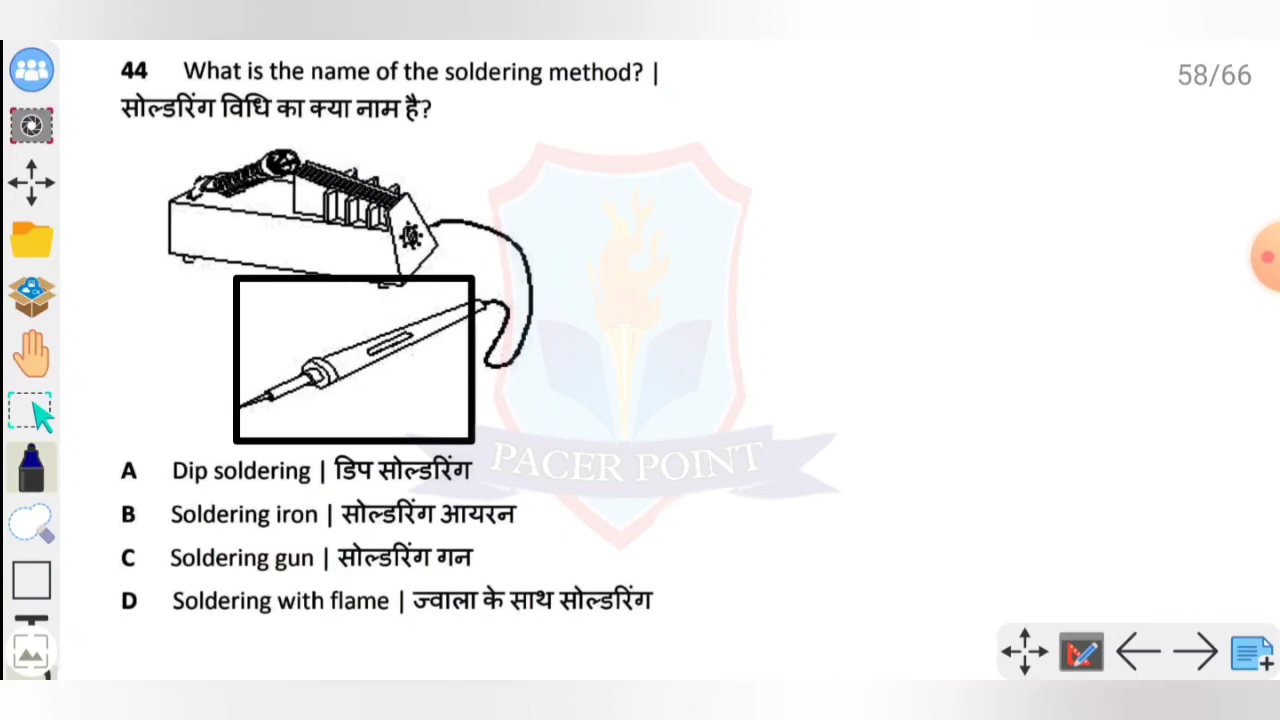 44 What is the name of the soldering method? |
सोल्डरिंग विधि का क्या नाम है?
58/66
PACER POINT
A Dip soldering | डिप सोल्डरिंग
B Soldering iron | सोल्डरिंग आयरन
C Soldering gun | सोल्डरिंग गन
D Soldering with flame | ज्वाला के साथ सोल्डरिंग